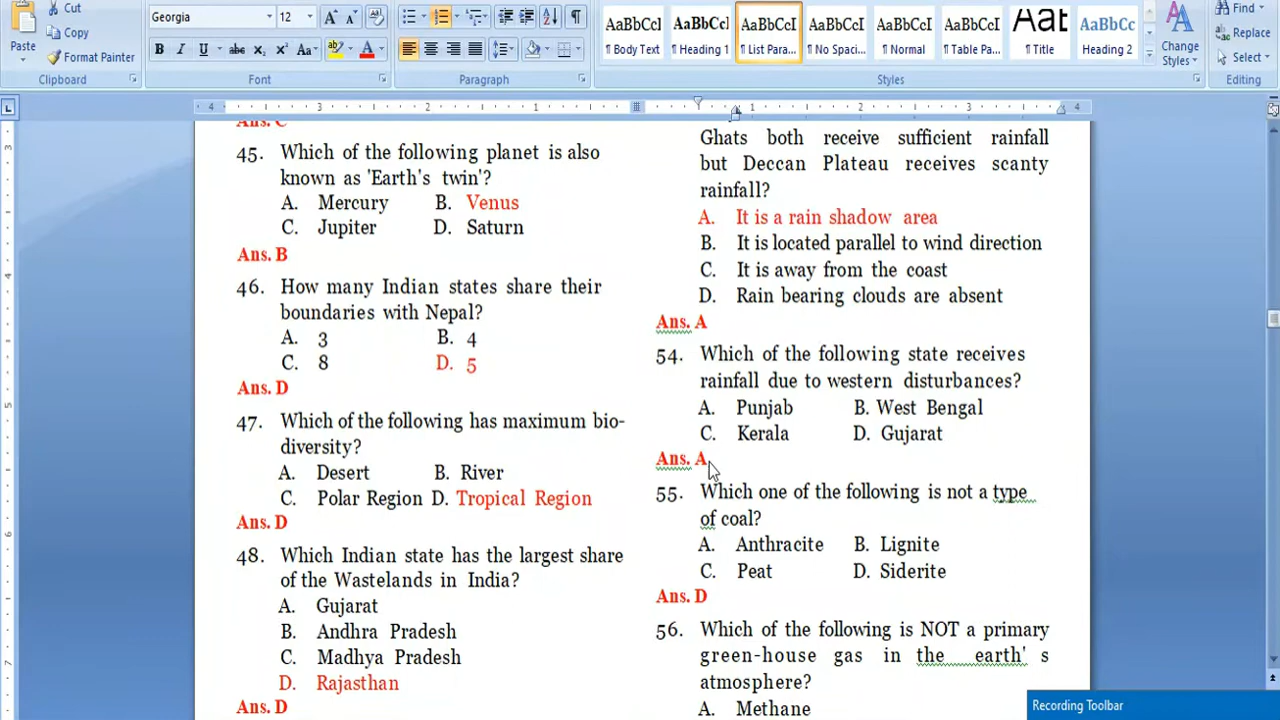 Cut
Copy
Format Painter
Paste
Clipboard
Georgia
12
Font
Paragraph
AaBbCcI
¶ Body Text
AaBbCcl
¶ Heading 1
AaBbCcI
¶ List Para...
AaBbCcI
¶ No Spaci...
AaBbCcI
¶ Normal
AaBbCcI
¶ Table Pa...
Aat
¶ Title
AaBbCc
Heading 2
Change
Styles
Styles
Find
Replace
Select
Editing
Ans. C
45. Which of the following planet is also
known as 'Earth's twin'?
A. Mercury B. Venus
C. Jupiter D. Saturn
Ans. B
46. How many Indian states share their
boundaries with Nepal?
A. 3 B. 4
C. 8 D. 5
Ans. D
47. Which of the following has maximum bio-
diversity?
A. Desert B. River
C. Polar Region D. Tropical Region
Ans. D
48. Which Indian state has the largest share
of the Wastelands in India?
A. Gujarat
B. Andhra Pradesh
C. Madhya Pradesh
D. Rajasthan
Ans. D
Ghats both receive sufficient rainfall
but Deccan Plateau receives scanty
rainfall?
A. It is a rain shadow area
B. It is located parallel to wind direction
C. It is away from the coast
D. Rain bearing clouds are absent
Ans. A
54. Which of the following state receives
rainfall due to western disturbances?
A. Punjab B. West Bengal
C. Kerala D. Gujarat
Ans. A
55. Which one of the following is not a type
of coal?
A. Anthracite B. Lignite
C. Peat D. Siderite
Ans. D
56. Which of the following is NOT a primary
green-house gas in the earth' s
atmosphere?
A. Methane
Recording Toolbar